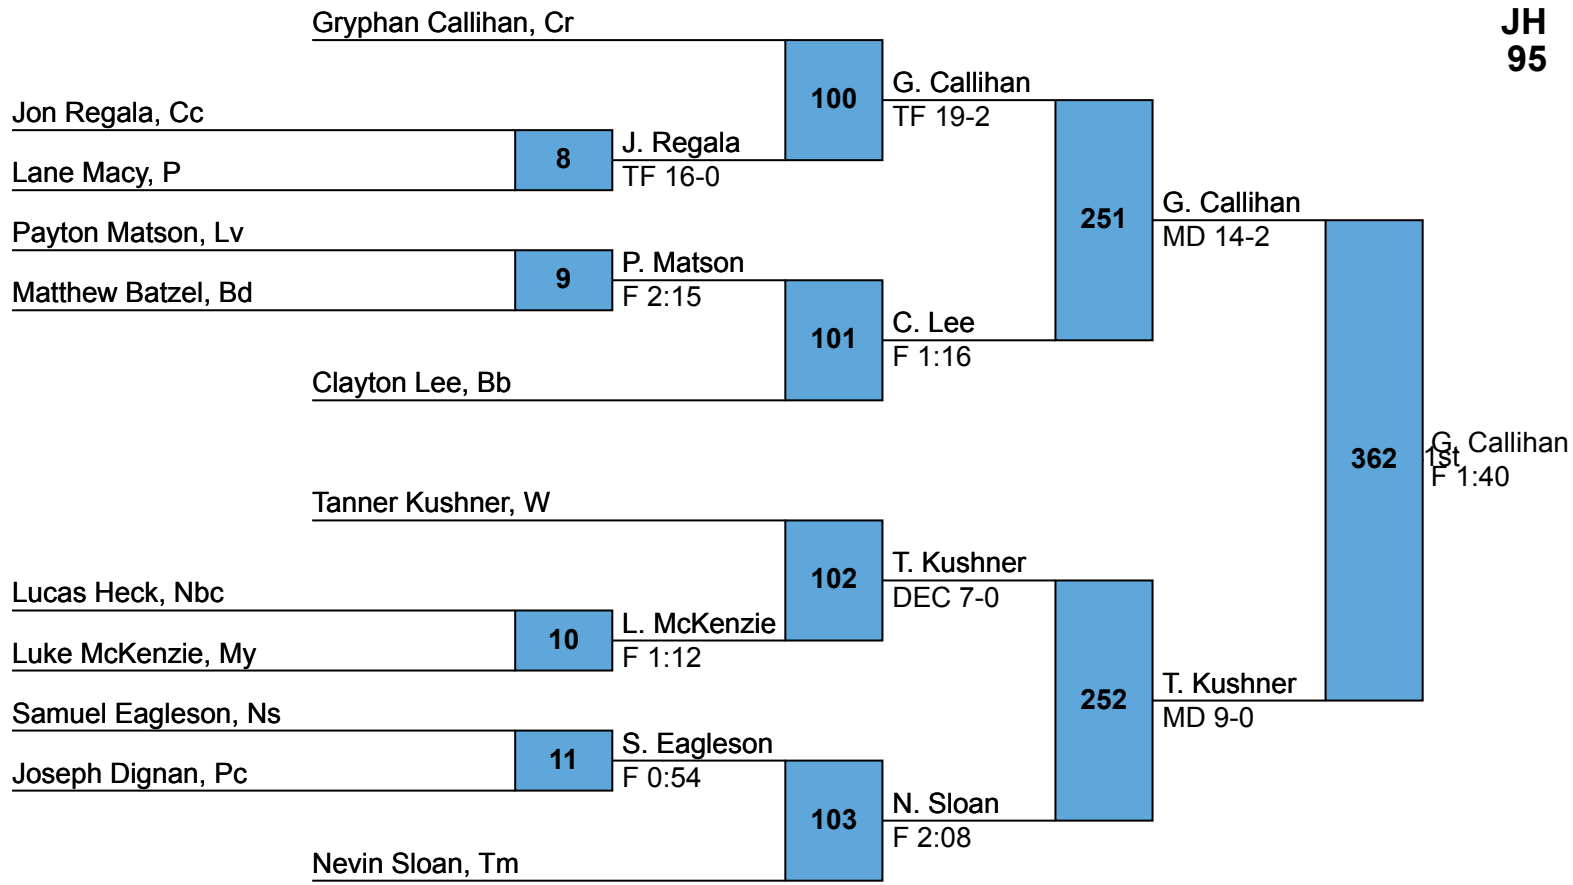 JH
95
Gryphan Callihan, Cr
100
G. Callihan
TF 19-2
Jon Regala, Cc
8
J. Regala
TF 16-0
Lane Macy, P
251
G. Callihan
MD 14-2
Payton Matson, Lv
9
P. Matson
F 2:15
Matthew Batzel, Bd
101
C. Lee
F 1:16
Clayton Lee, Bb
362
1st
G. Callihan
F 1:40
Tanner Kushner, W
102
T. Kushner
DEC 7-0
Lucas Heck, Nbc
10
L. McKenzie
F 1:12
Luke McKenzie, My
252
T. Kushner
MD 9-0
Samuel Eagleson, Ns
11
S. Eagleson
F 0:54
Joseph Dignan, Pc
103
N. Sloan
F 2:08
Nevin Sloan, Tm